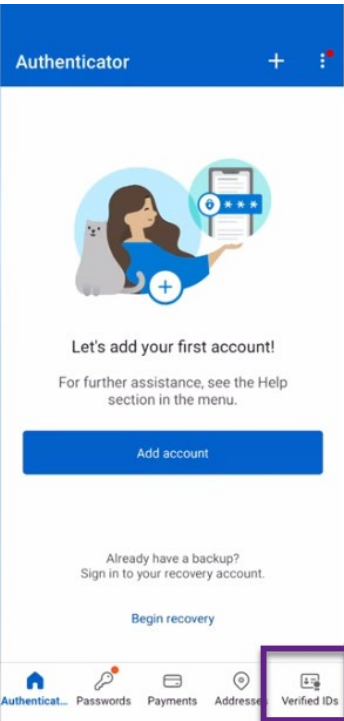 Authenticator
* * *
Let's add your first account!
For further assistance, see the Help
section in the menu.
Add account
Already have a backup?
Sign in to your recovery account.
Begin recovery
Authenticat... Passwords Payments Addresses Verified IDs